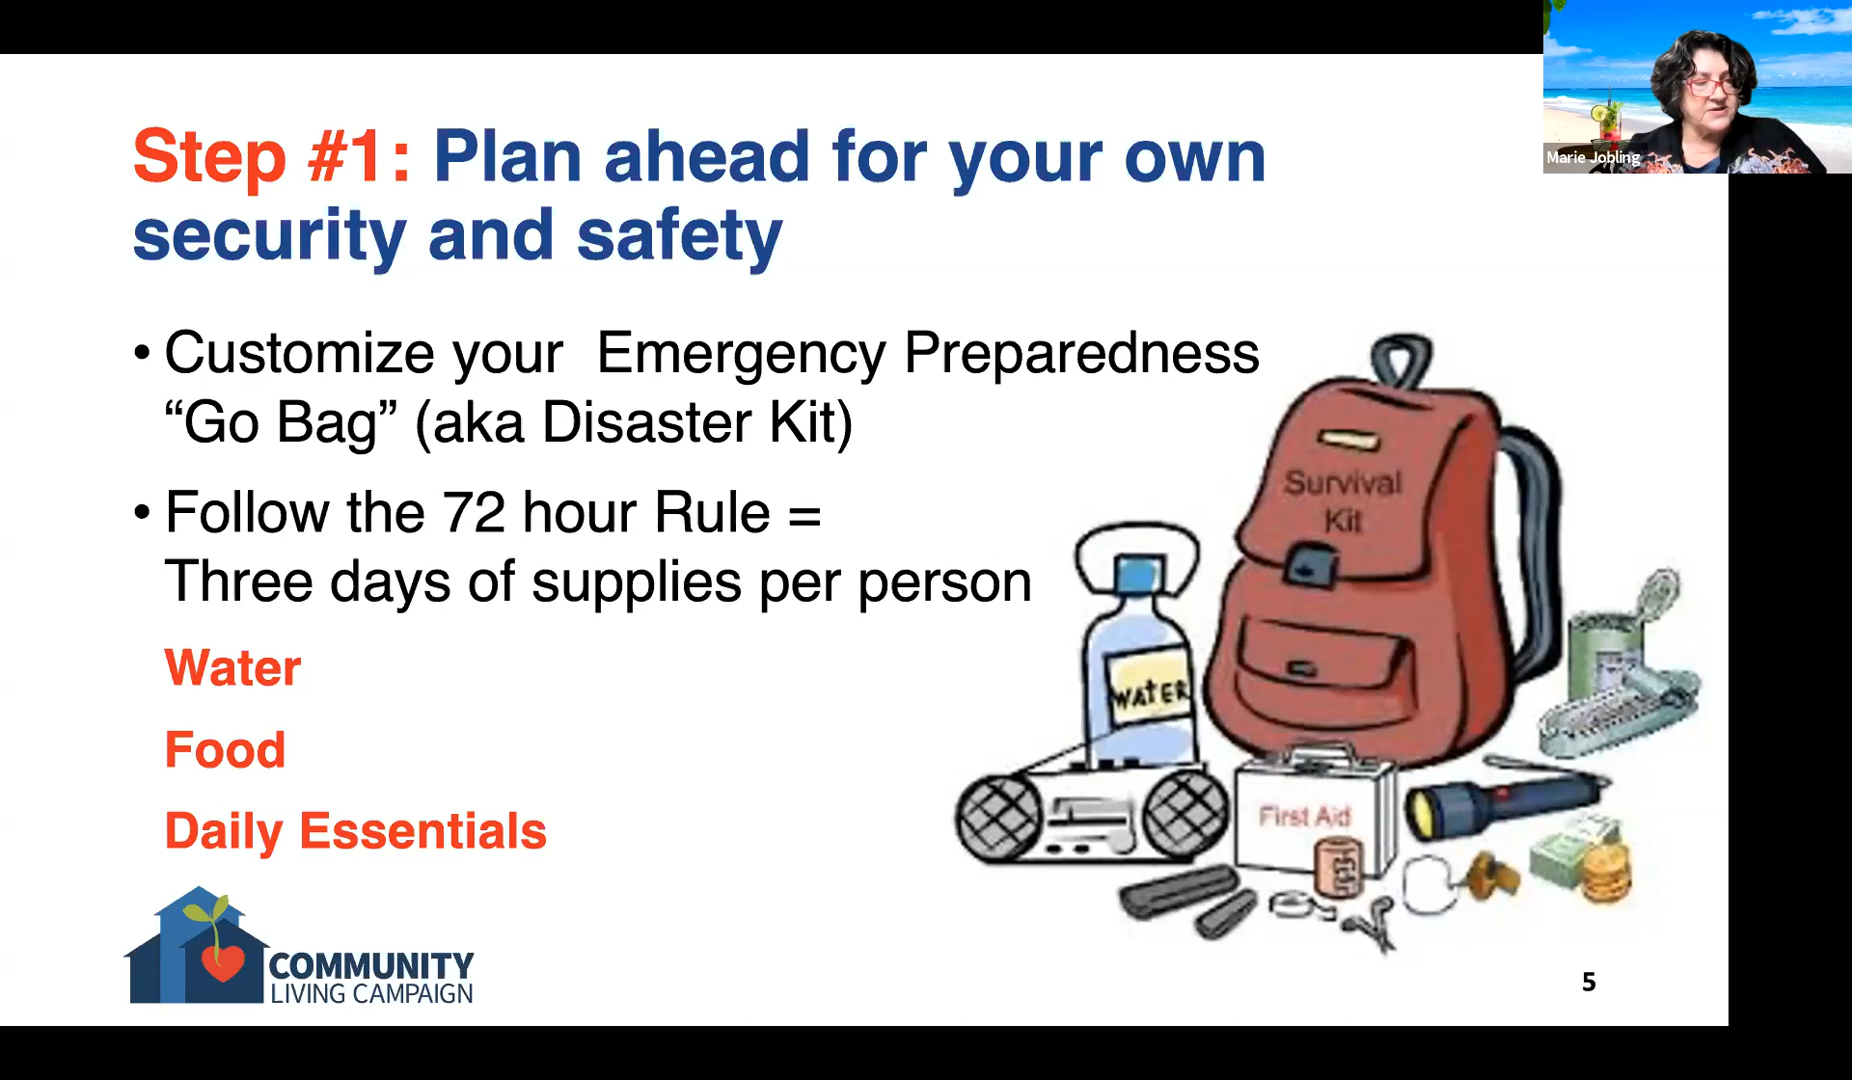 Step #1: Plan ahead for your own
security and safety
• Customize your  Emergency Preparedness
“Go Bag” (aka Disaster Kit)
• Follow the 72 hour Rule =
Three days of supplies per person
Water
Food
Daily Essentials
COMMUNITY
LIVING CAMPAIGN
Survival
Kit
WATER
First Aid
5
Marie Jobling